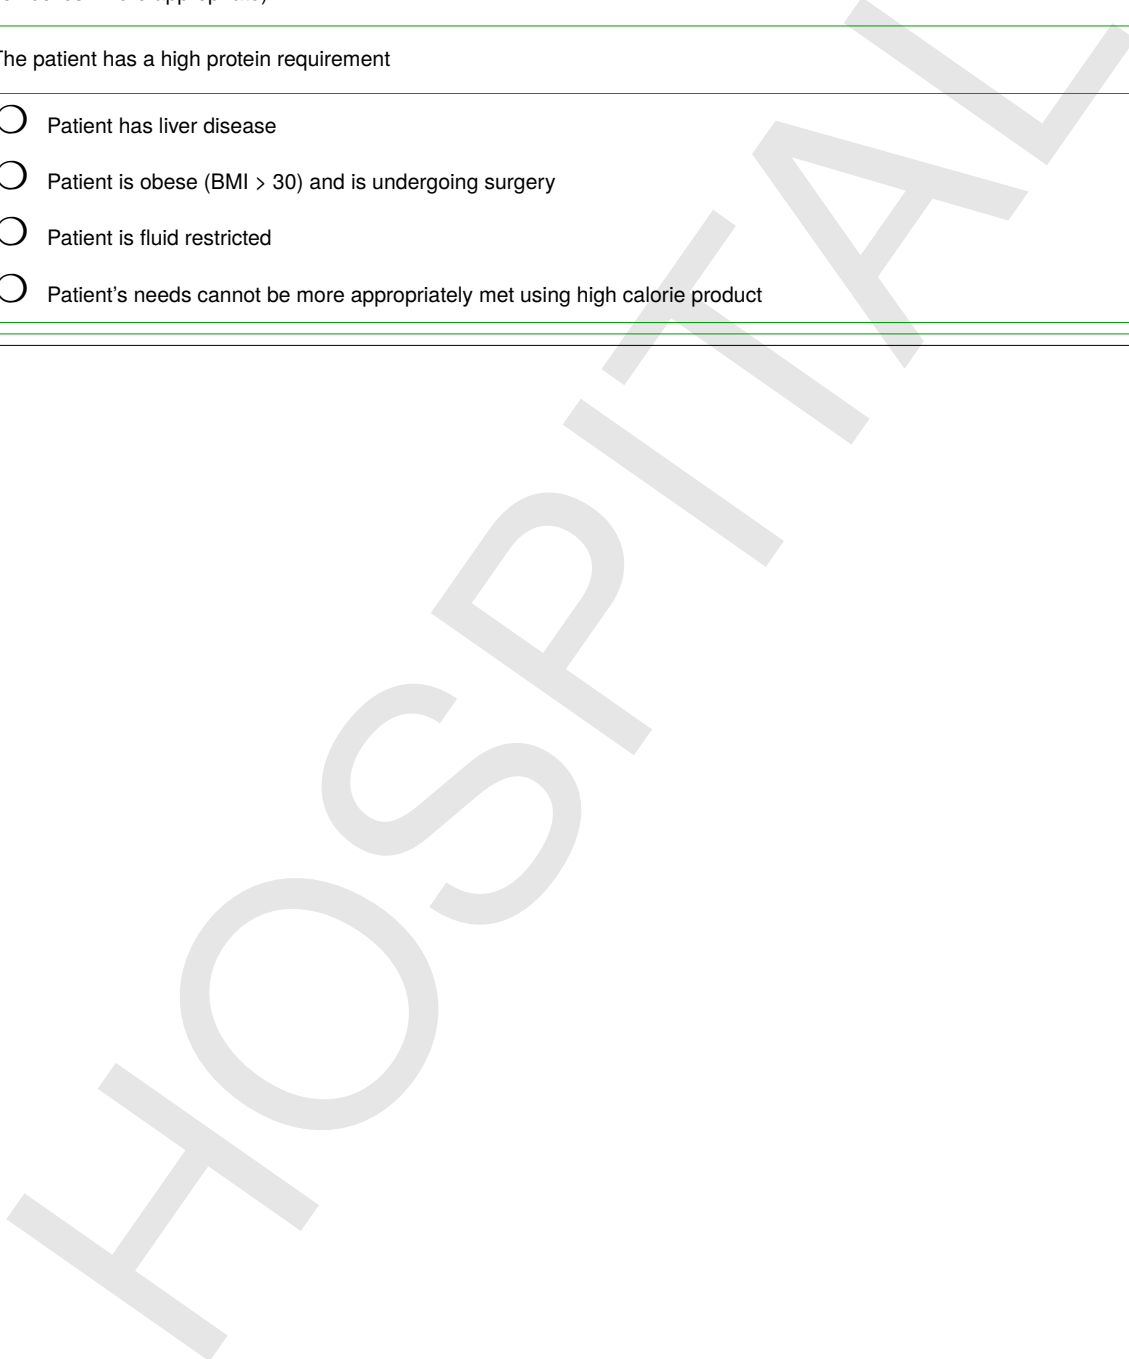 The patient has a high protein requirement
Patient has liver disease
Patient is obese (BMI > 30) and is undergoing surgery
Patient is fluid restricted
Patient's needs cannot be more appropriately met using high calorie product
HOSPITAL